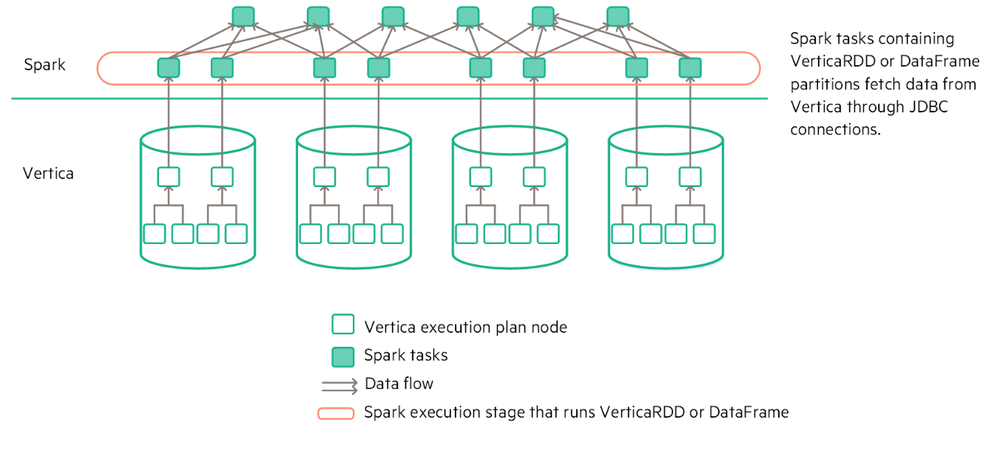 Spark
Spark tasks containing
VerticaRDD or DataFrame
partitions fetch data from
Vertica through JDBC
connections.
Vertica
Vertica execution plan node
Spark tasks
Data flow
Spark execution stage that runs VerticaRDD or DataFrame